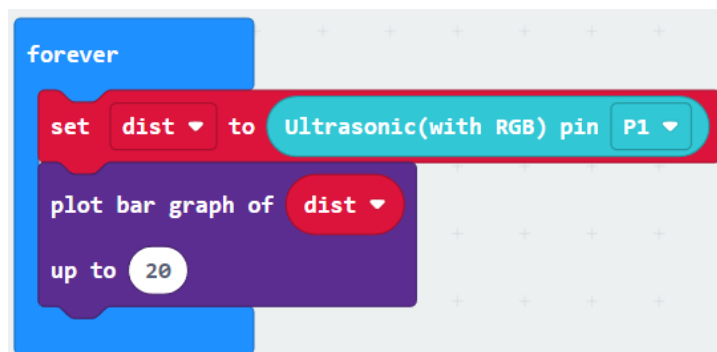 forever
set dist to Ultrasonic(with RGB) pin P1
plot bar graph of dist
up to 20